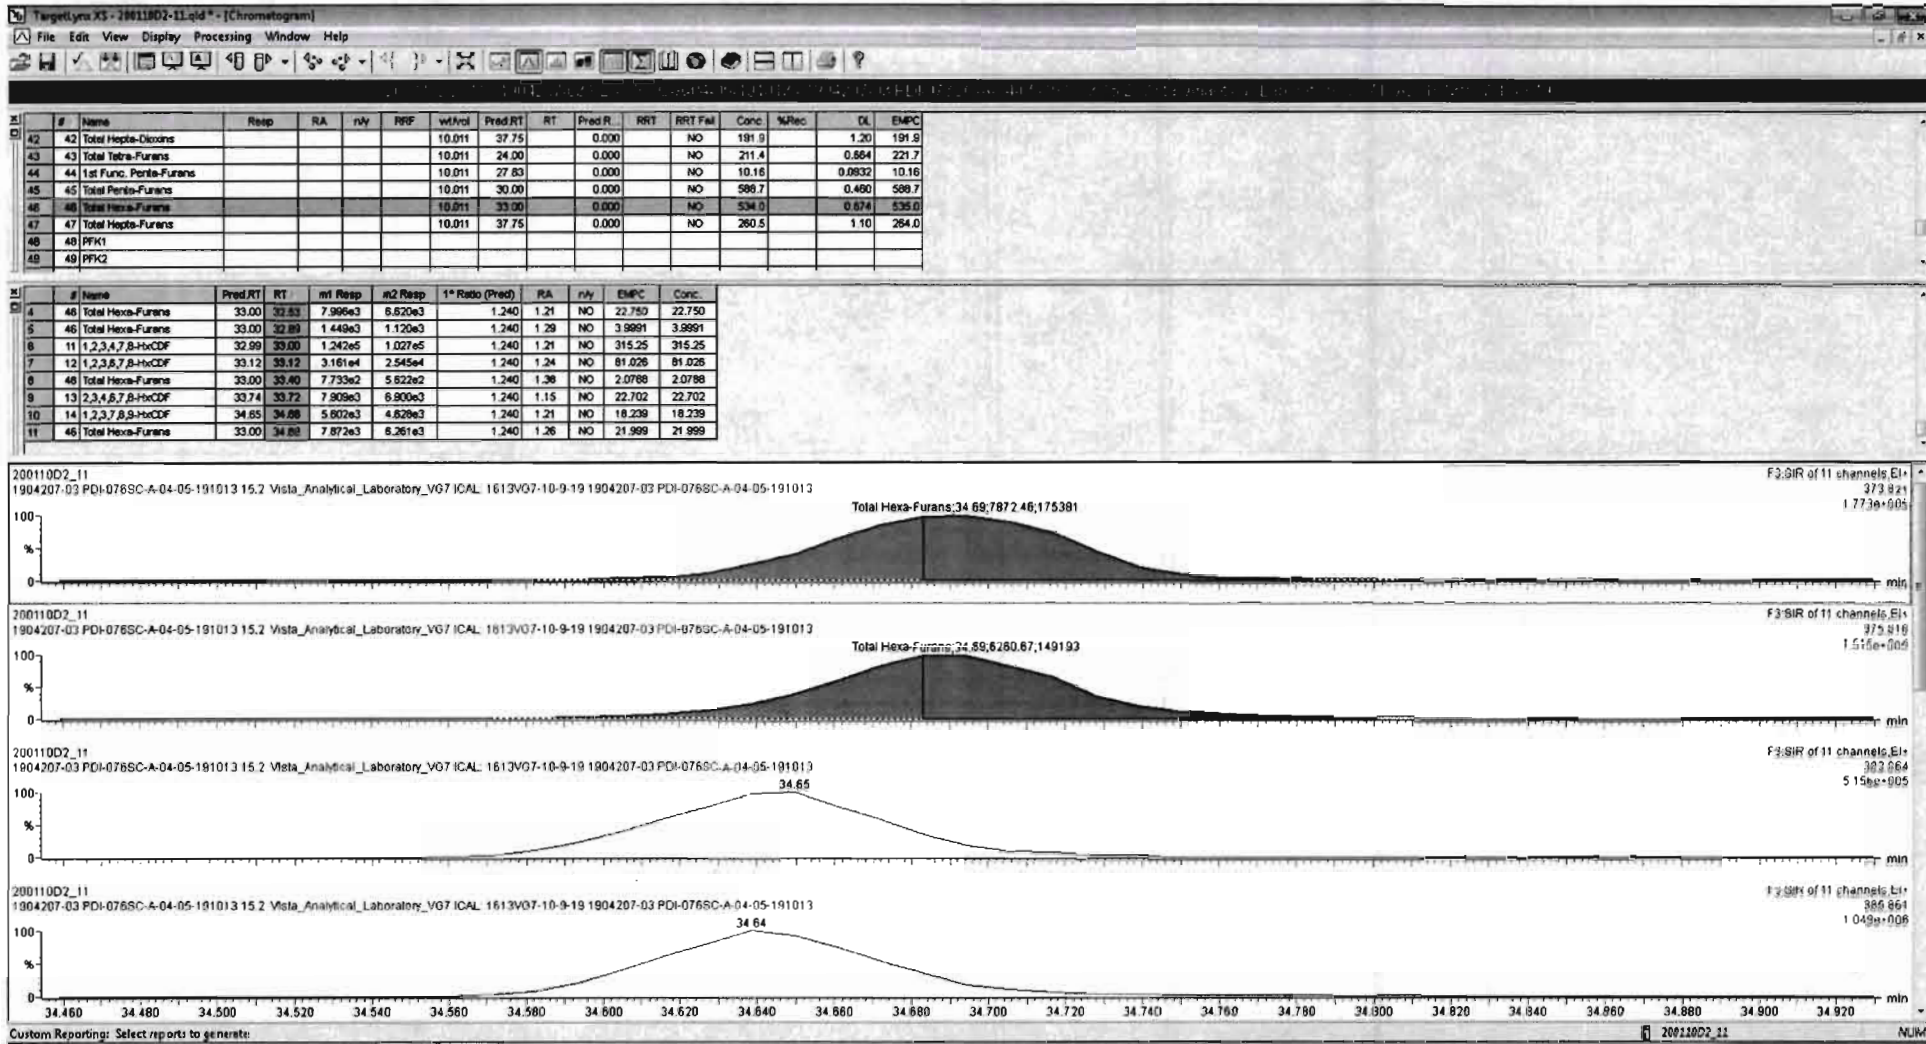 TargetLynx XS - 200110D2-11.qld * - [Chromatogram]
File Edit View Display Processing Window Help
# Name Resp RA n/y RRF wt/vol Pred.RT RT Pred R... RRT RRT Fail Conc. %Rec DL EMPC
42 42 Total Hepta-Dioxins 10.011 37.75 0.000 NO 191.9 1.20 191.9
43 43 Total Tetra-Furans 10.011 24.00 0.000 NO 211.4 0.564 221.7
44 44 1st Func. Penta-Furans 10.011 27.83 0.000 NO 10.16 0.0932 10.16
45 45 Total Penta-Furans 10.011 30.00 0.000 NO 588.7 0.460 588.7
46 46 Total Hexa-Furans 10.011 33.00 0.000 NO 534.0 0.674 535.0
47 47 Total Hepta-Furans 10.011 37.75 0.000 NO 260.5 1.10 264.0
48 48 PFK1
49 49 PFK2
# Name Pred.RT RT m1 Resp m2 Resp 1° Ratio (Pred) RA n/y EMPC Conc.
4 46 Total Hexa-Furans 33.00 32.53 7.996e3 6.620e3 1.240 1.21 NO 22.750 22.750
5 46 Total Hexa-Furans 33.00 32.89 1.449e3 1.120e3 1.240 1.29 NO 3.9991 3.9991
6 11 1,2,3,4,7,8-HxCDF 32.99 33.00 1.242e5 1.027e5 1.240 1.21 NO 315.25 315.25
7 12 1,2,3,6,7,8-HxCDF 33.12 33.12 3.161e4 2.545e4 1.240 1.24 NO 81.026 81.026
8 46 Total Hexa-Furans 33.00 33.40 7.733e2 5.622e2 1.240 1.38 NO 2.0788 2.0788
9 13 2,3,4,6,7,8-HxCDF 33.74 33.72 7.909e3 6.900e3 1.240 1.15 NO 22.702 22.702
10 14 1,2,3,7,8,9-HxCDF 34.65 34.66 5.602e3 4.628e3 1.240 1.21 NO 18.239 18.239
11 46 Total Hexa-Furans 33.00 34.69 7.872e3 6.261e3 1.240 1.26 NO 21.999 21.999
200110D2_11 F3:SIR of 11 channels,EI+
1904207-03 PDI-076SC-A-04-05-191013 15.2 Vista_Analytical_Laboratory_VG7 ICAL: 1613VG7-10-9-19 1904207-03 PDI-076SC-A-04-05-191013 373.821
1.773e+005
Total Hexa-Furans;34.69;7872.46;175381
100
%
0
min
200110D2_11 F3:SIR of 11 channels,EI+
1904207-03 PDI-076SC-A-04-05-191013 15.2 Vista_Analytical_Laboratory_VG7 ICAL: 1613VG7-10-9-19 1904207-03 PDI-076SC-A-04-05-191013 375.818
1.515e+005
Total Hexa-Furans;34.69;6260.67;149193
100
%
0
min
200110D2_11 F3:SIR of 11 channels,EI+
1904207-03 PDI-076SC-A-04-05-191013 15.2 Vista_Analytical_Laboratory_VG7 ICAL: 1613VG7-10-9-19 1904207-03 PDI-076SC-A-04-05-191013 383.864
34.65
100
%
0
min
200110D2_11 F3:SIR of 11 channels,EI+
1904207-03 PDI-076SC-A-04-05-191013 15.2 Vista_Analytical_Laboratory_VG7 ICAL: 1613VG7-10-9-19 1904207-03 PDI-076SC-A-04-05-191013 385.861
1.049e+006
34.64
100
%
0
min
34.460 34.480 34.500 34.520 34.540 34.560 34.580 34.600 34.620 34.640 34.660 34.680 34.700 34.720 34.740 34.760 34.780 34.800 34.820 34.840 34.860 34.880 34.900 34.920
Custom Reporting: Select reports to generate: 200110D2_11 NUM